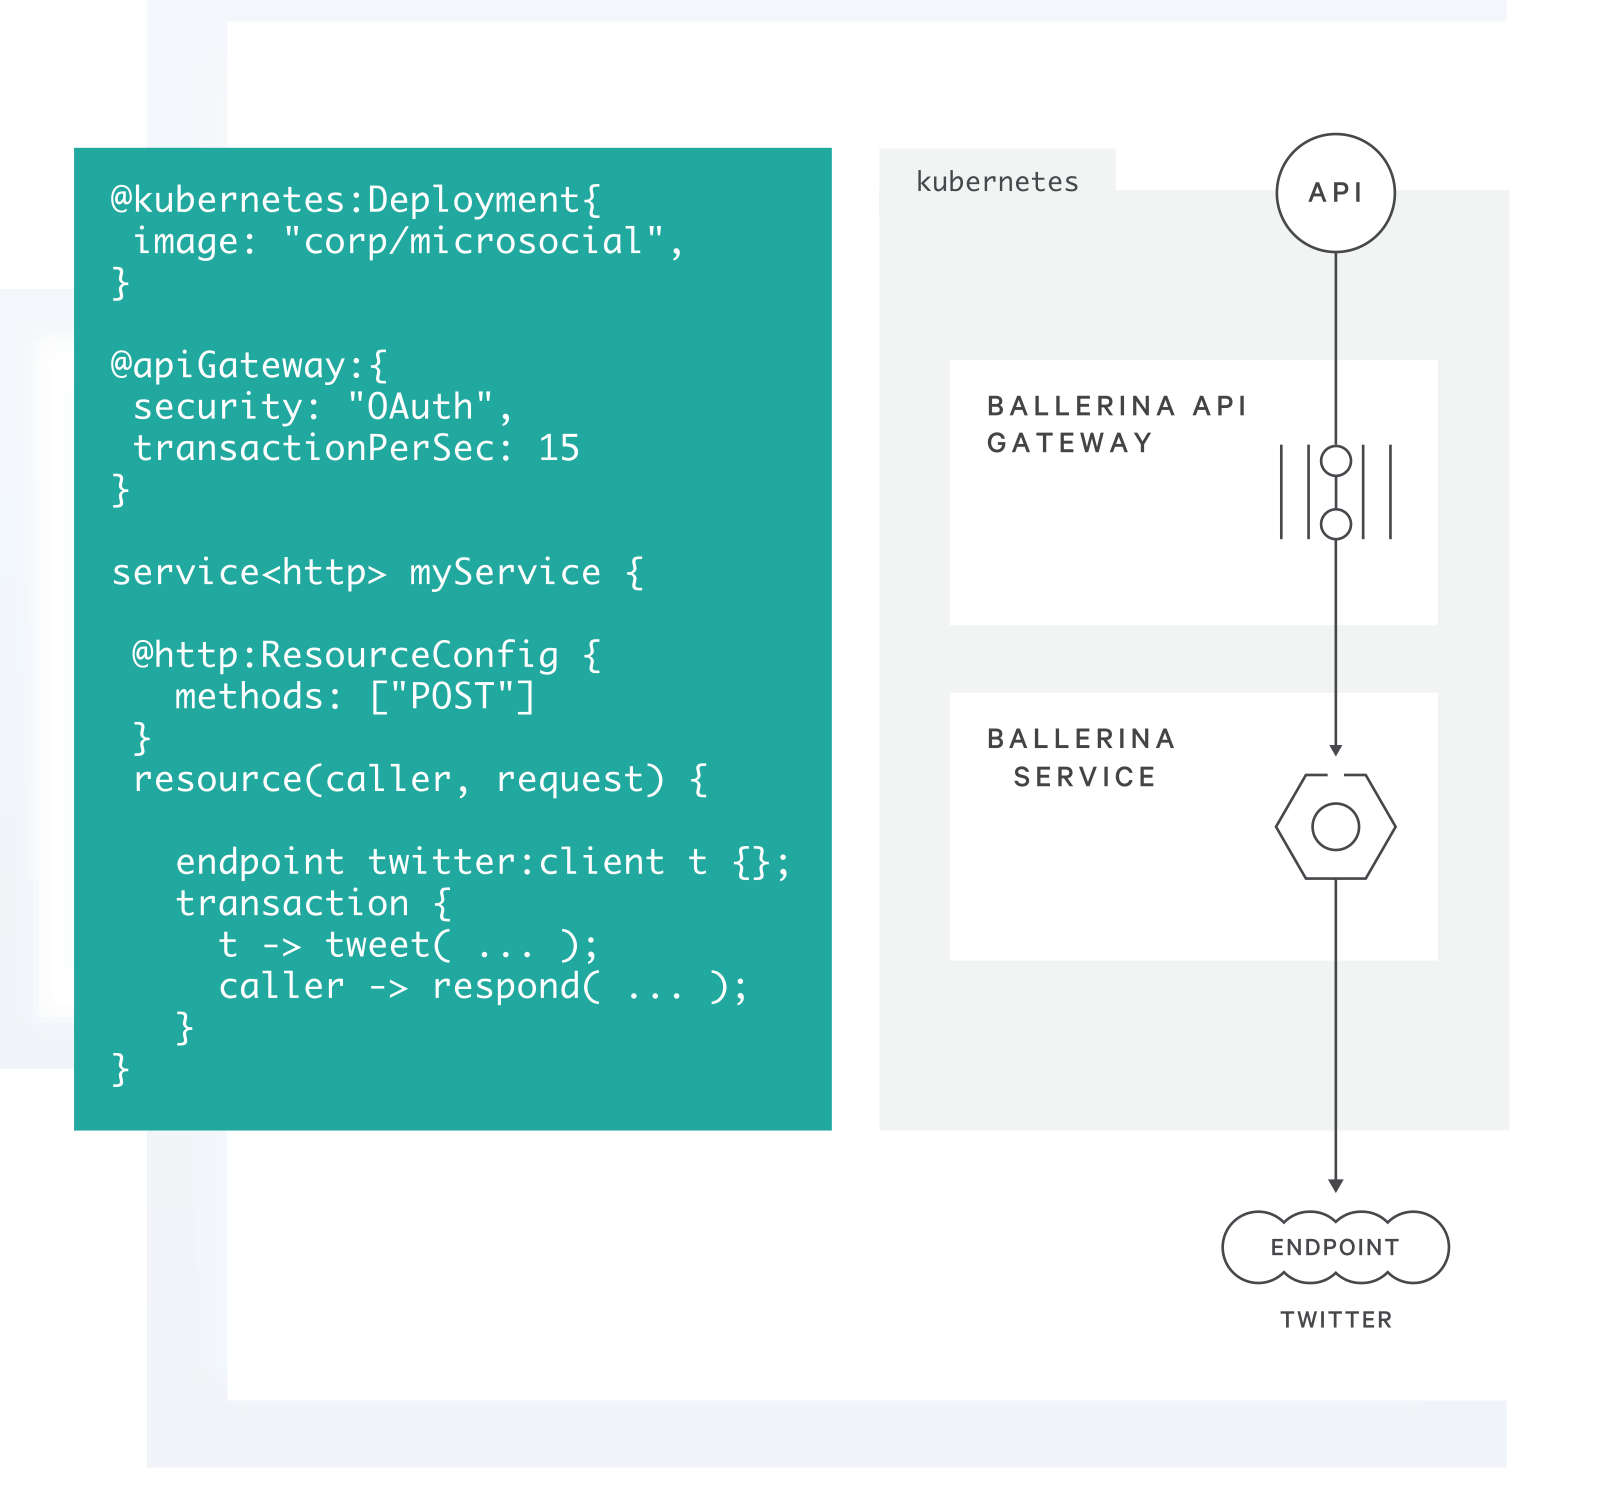 @kubernetes:Deployment{
 image: "corp/microsocial",
}
@apiGateway:{
 security: "OAuth",
 transactionPerSec: 15
}
service<http> myService {
 @http:ResourceConfig {
   methods: ["POST"]
 }
 resource(caller, request) {
   endpoint twitter:client t {};
   transaction {
     t -> tweet( ... );
     caller -> respond( ... );
   }
}
kubernetes
API
BALLERINA API
GATEWAY
BALLERINA
SERVICE
ENDPOINT
TWITTER